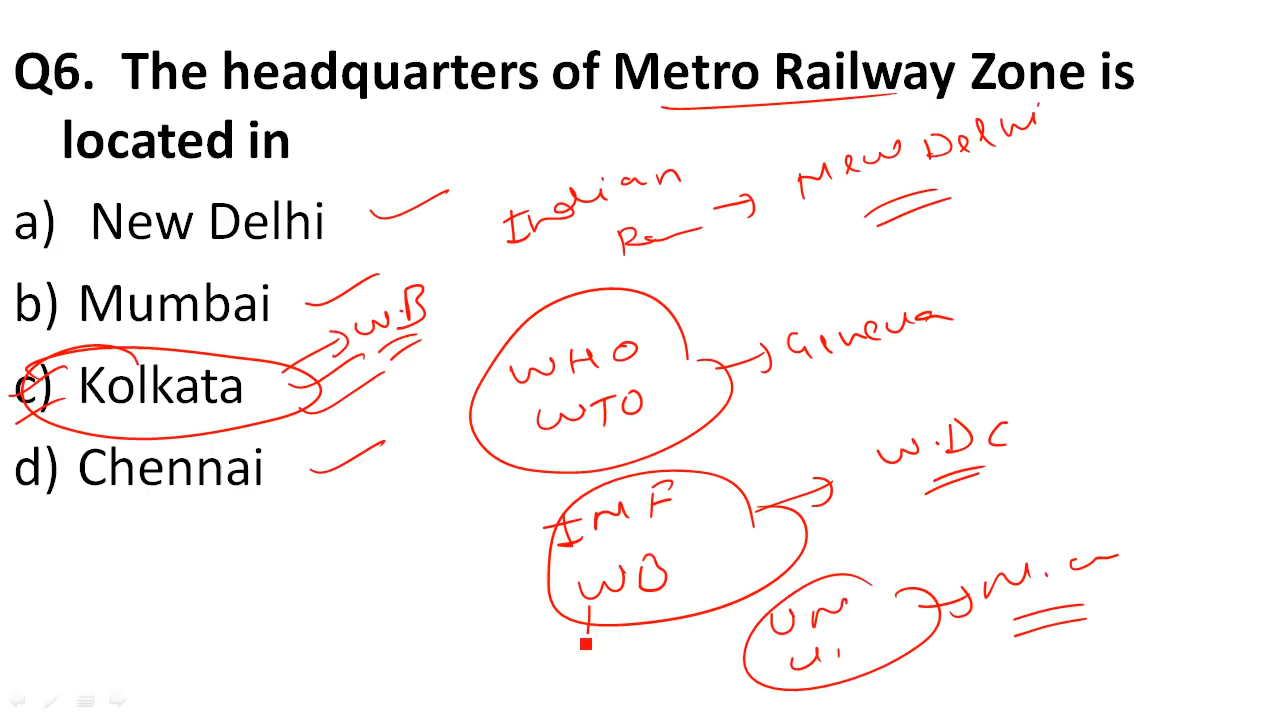 Q6. The headquarters of Metro Railway Zone is
located in
a) New Delhi
b) Mumbai
c) Kolkata
d) Chennai
Indian
New Delhi
W.B
WHO
WTO
Geneva
IMF
WB
W.DC
UN